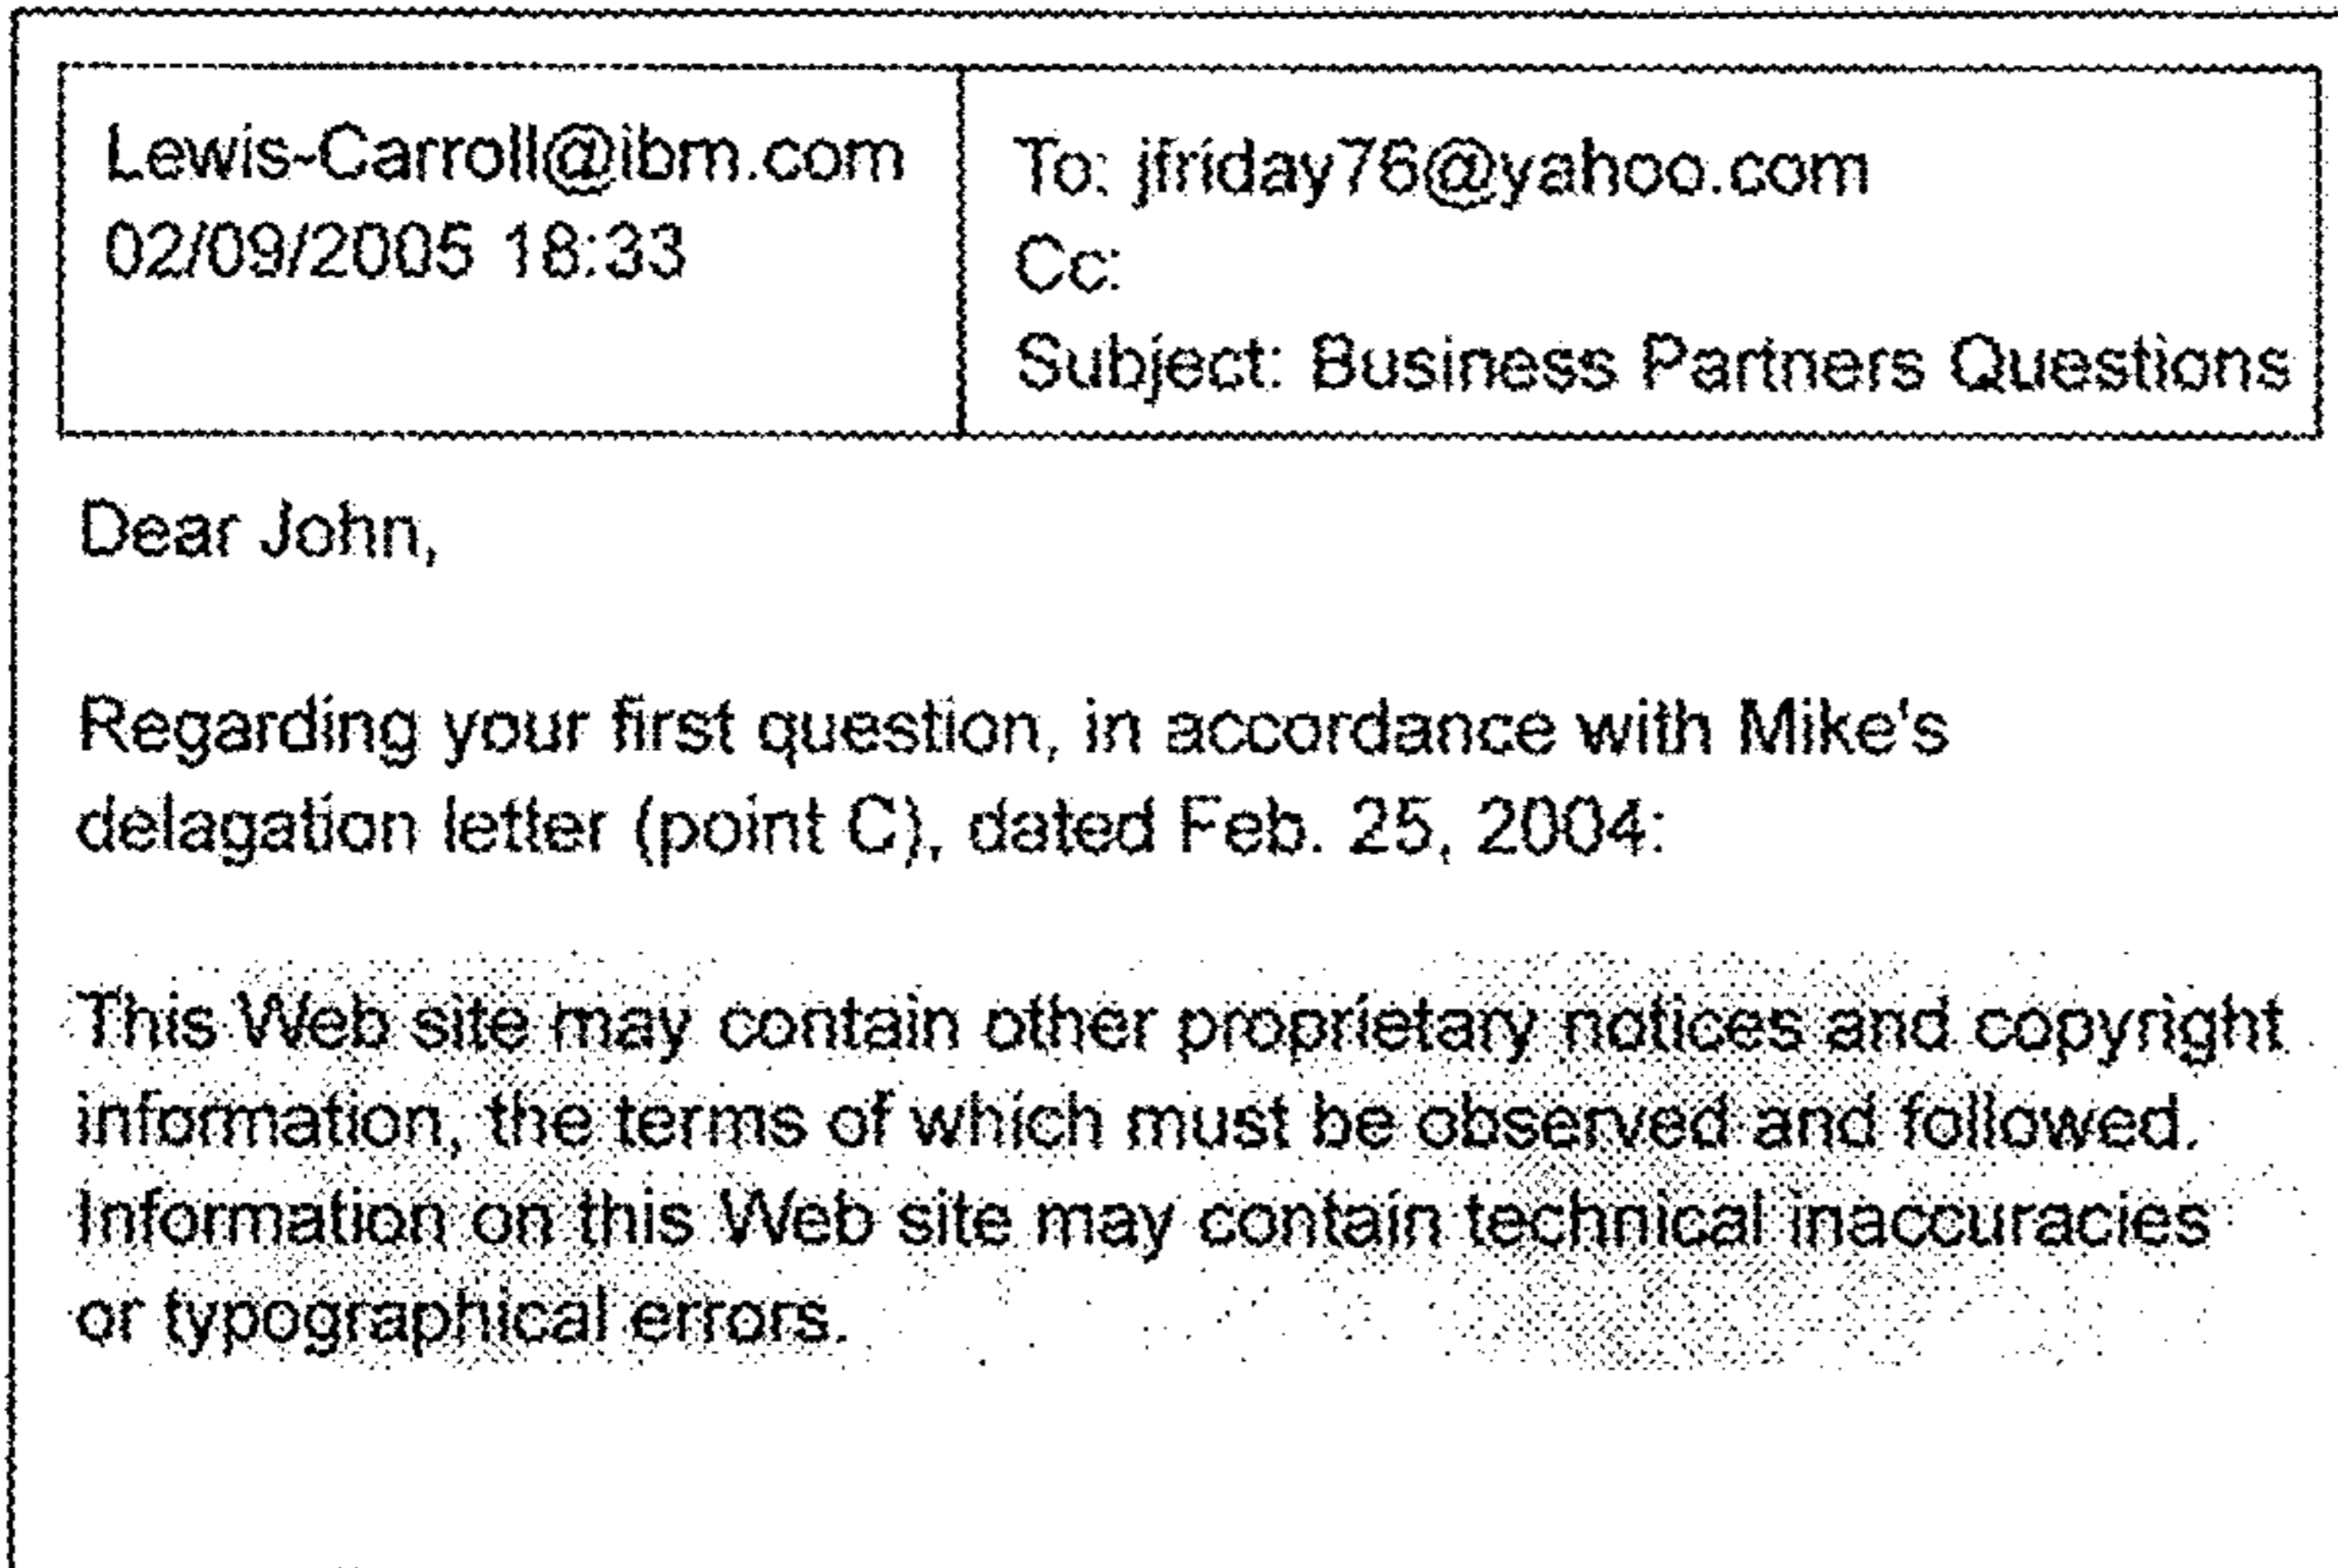 Lewis-Carroll@ibm.com
02/09/2005 18:33
To: jfriday76@yahoo.com
Cc:
Subject: Business Partners Questions
Dear John,
Regarding your first question, in accordance with Mike's
delagation letter (point C), dated Feb. 25, 2004:
This Web site may contain other proprietary notices and copyright
information, the terms of which must be observed and followed.
Information on this Web site may contain technical inaccuracies
or typographical errors.